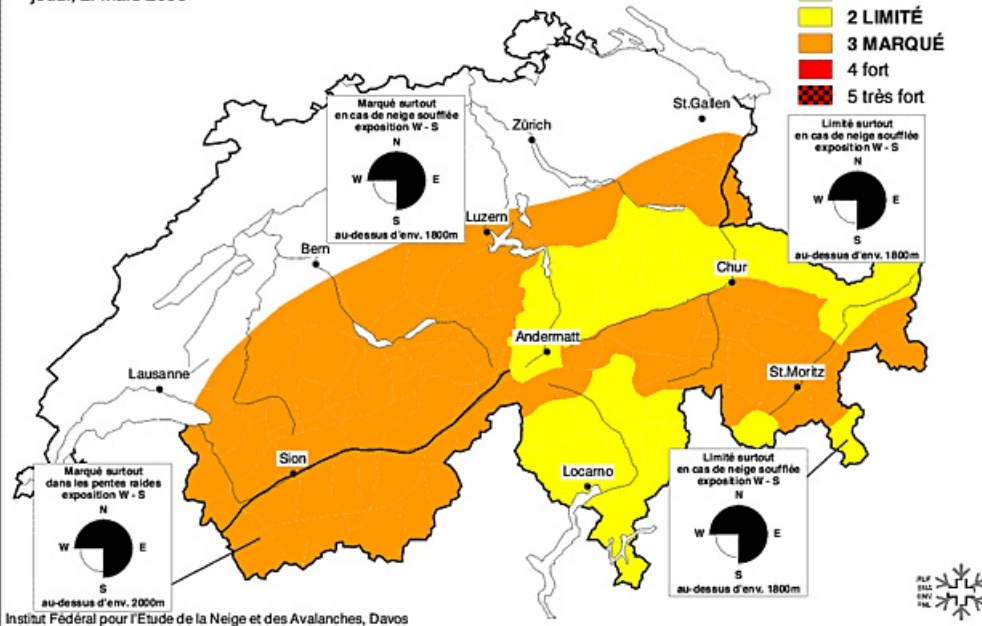 2 LIMITÉ
3 MARQUÉ
4 fort
5 très fort
Marqué surtout
en cas de neige soufflée
exposition W - S
N
W
E
S
au-dessus d'env. 1800m
St.Gallen
Zürich
Limité surtout
en cas de neige soufflée
exposition W - S
N
W
E
S
au-dessus d'env. 1800m
Luzern
Bern
Chur
Andermatt
St.Moritz
Lausanne
Sion
Locarno
Marqué surtout
dans les pentes raides
exposition W - S
N
W
E
S
au-dessus d'env. 2000m
Limité surtout
en cas de neige soufflée
exposition W - S
N
W
E
S
au-dessus d'env. 1800m
Institut Fédéral pour l'Etude de la Neige et des Avalanches, Davos